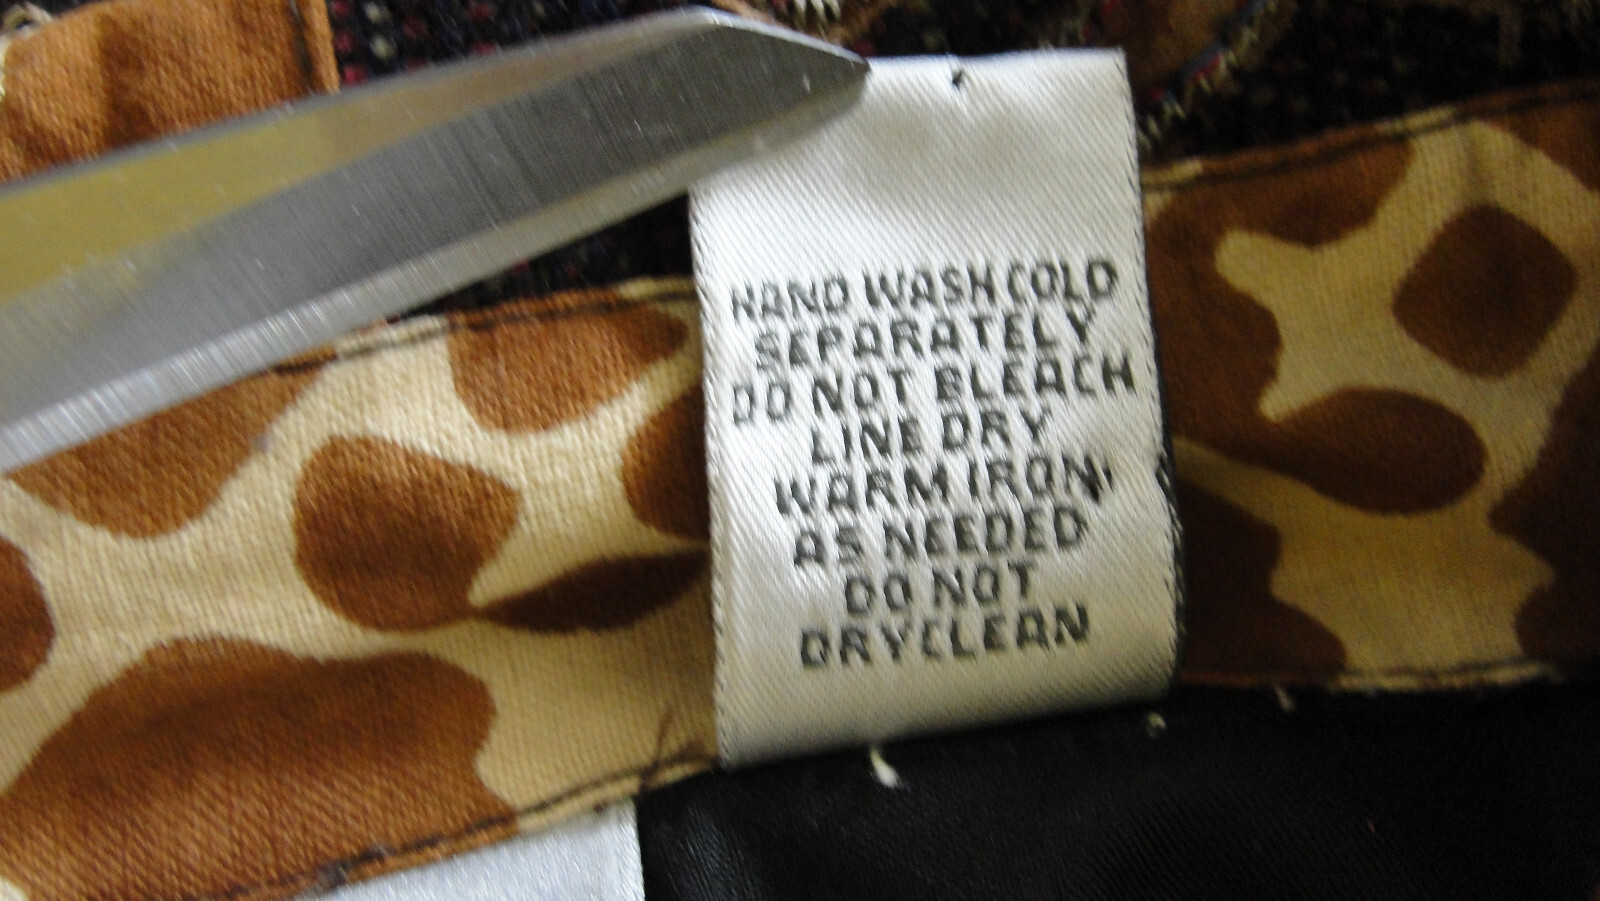 HAND WASH COLD
SEPARATELY
DO NOT BLEACH
LINE DRY
WARM IRON,
AS NEEDED
DO NOT
DRYCLEAN